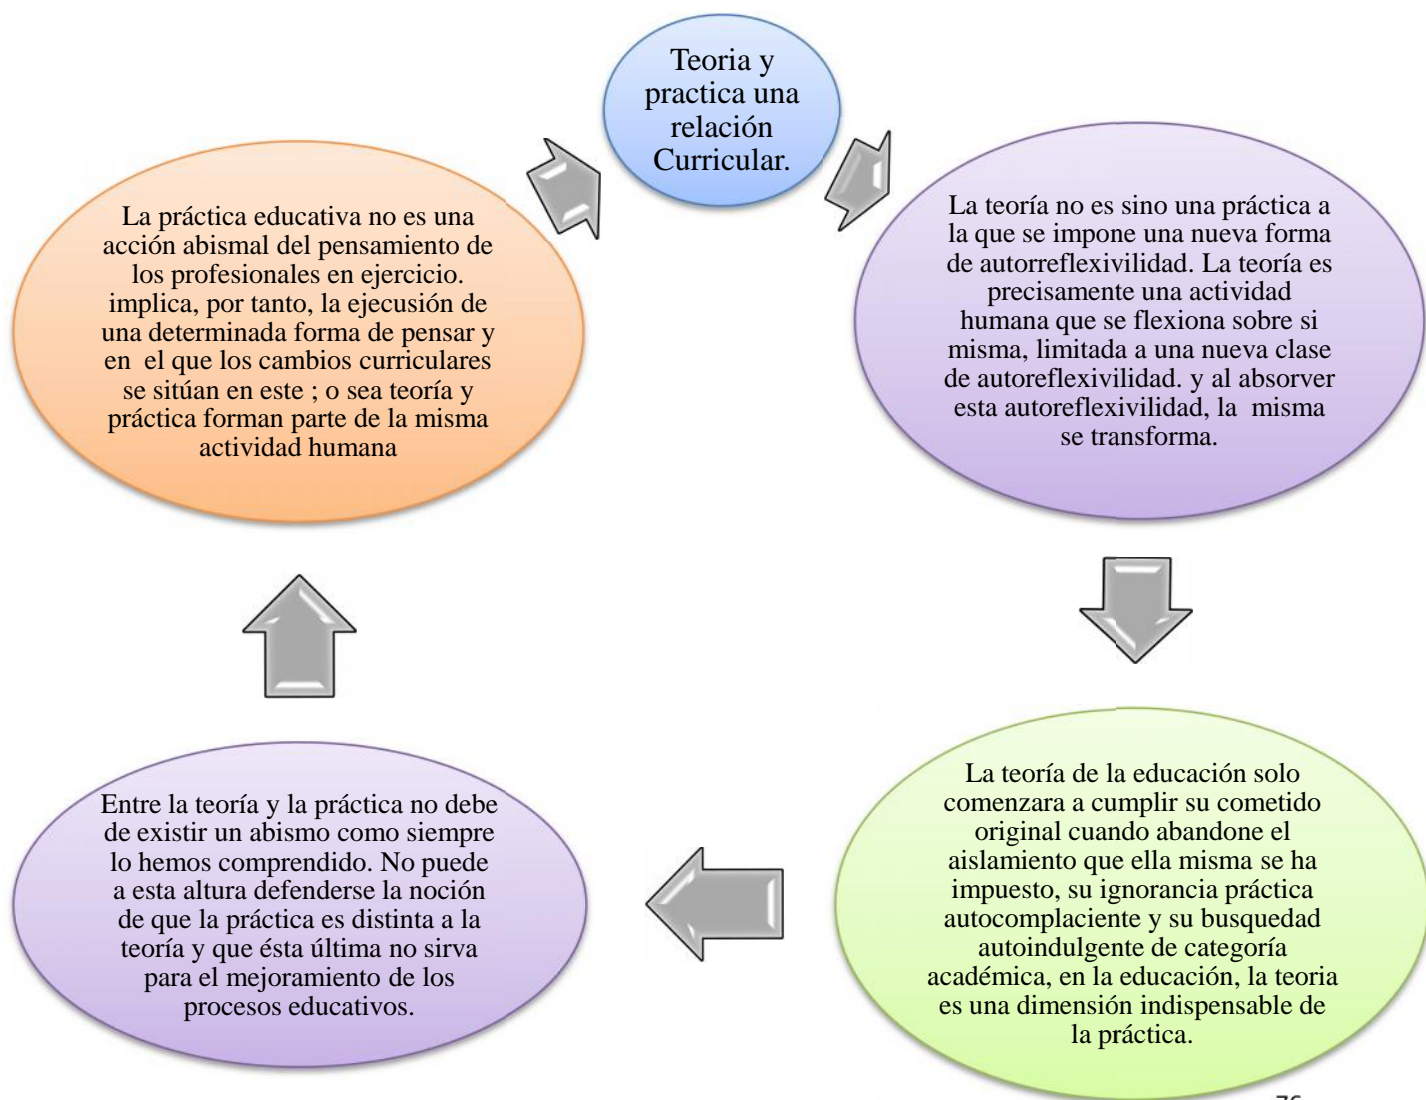 Teoria y
practica una
relación
Curricular.
La teoría no es sino una práctica a
la que se impone una nueva forma
de autorreflexivilidad. La teoría es
precisamente una actividad
humana que se flexiona sobre si
misma, limitada a una nueva clase
de autoreflexivilidad. y al absorver
esta autoreflexivilidad, la misma
se transforma.
La teoría de la educación solo
comenzara a cumplir su cometido
original cuando abandone el
aislamiento que ella misma se ha
impuesto, su ignorancia práctica
autocomplaciente y su busquedad
autoindulgente de categoría
académica, en la educación, la teoria
es una dimensión indispensable de
la práctica.
Entre la teoría y la práctica no debe
de existir un abismo como siempre
lo hemos comprendido. No puede
a esta altura defenderse la noción
de que la práctica es distinta a la
teoría y que ésta última no sirva
para el mejoramiento de los
procesos educativos.
La práctica educativa no es una
acción abismal del pensamiento de
los profesionales en ejercicio.
implica, por tanto, la ejecusión de
una determinada forma de pensar y
en el que los cambios curriculares
se sitúan en este ; o sea teoría y
práctica forman parte de la misma
actividad humana